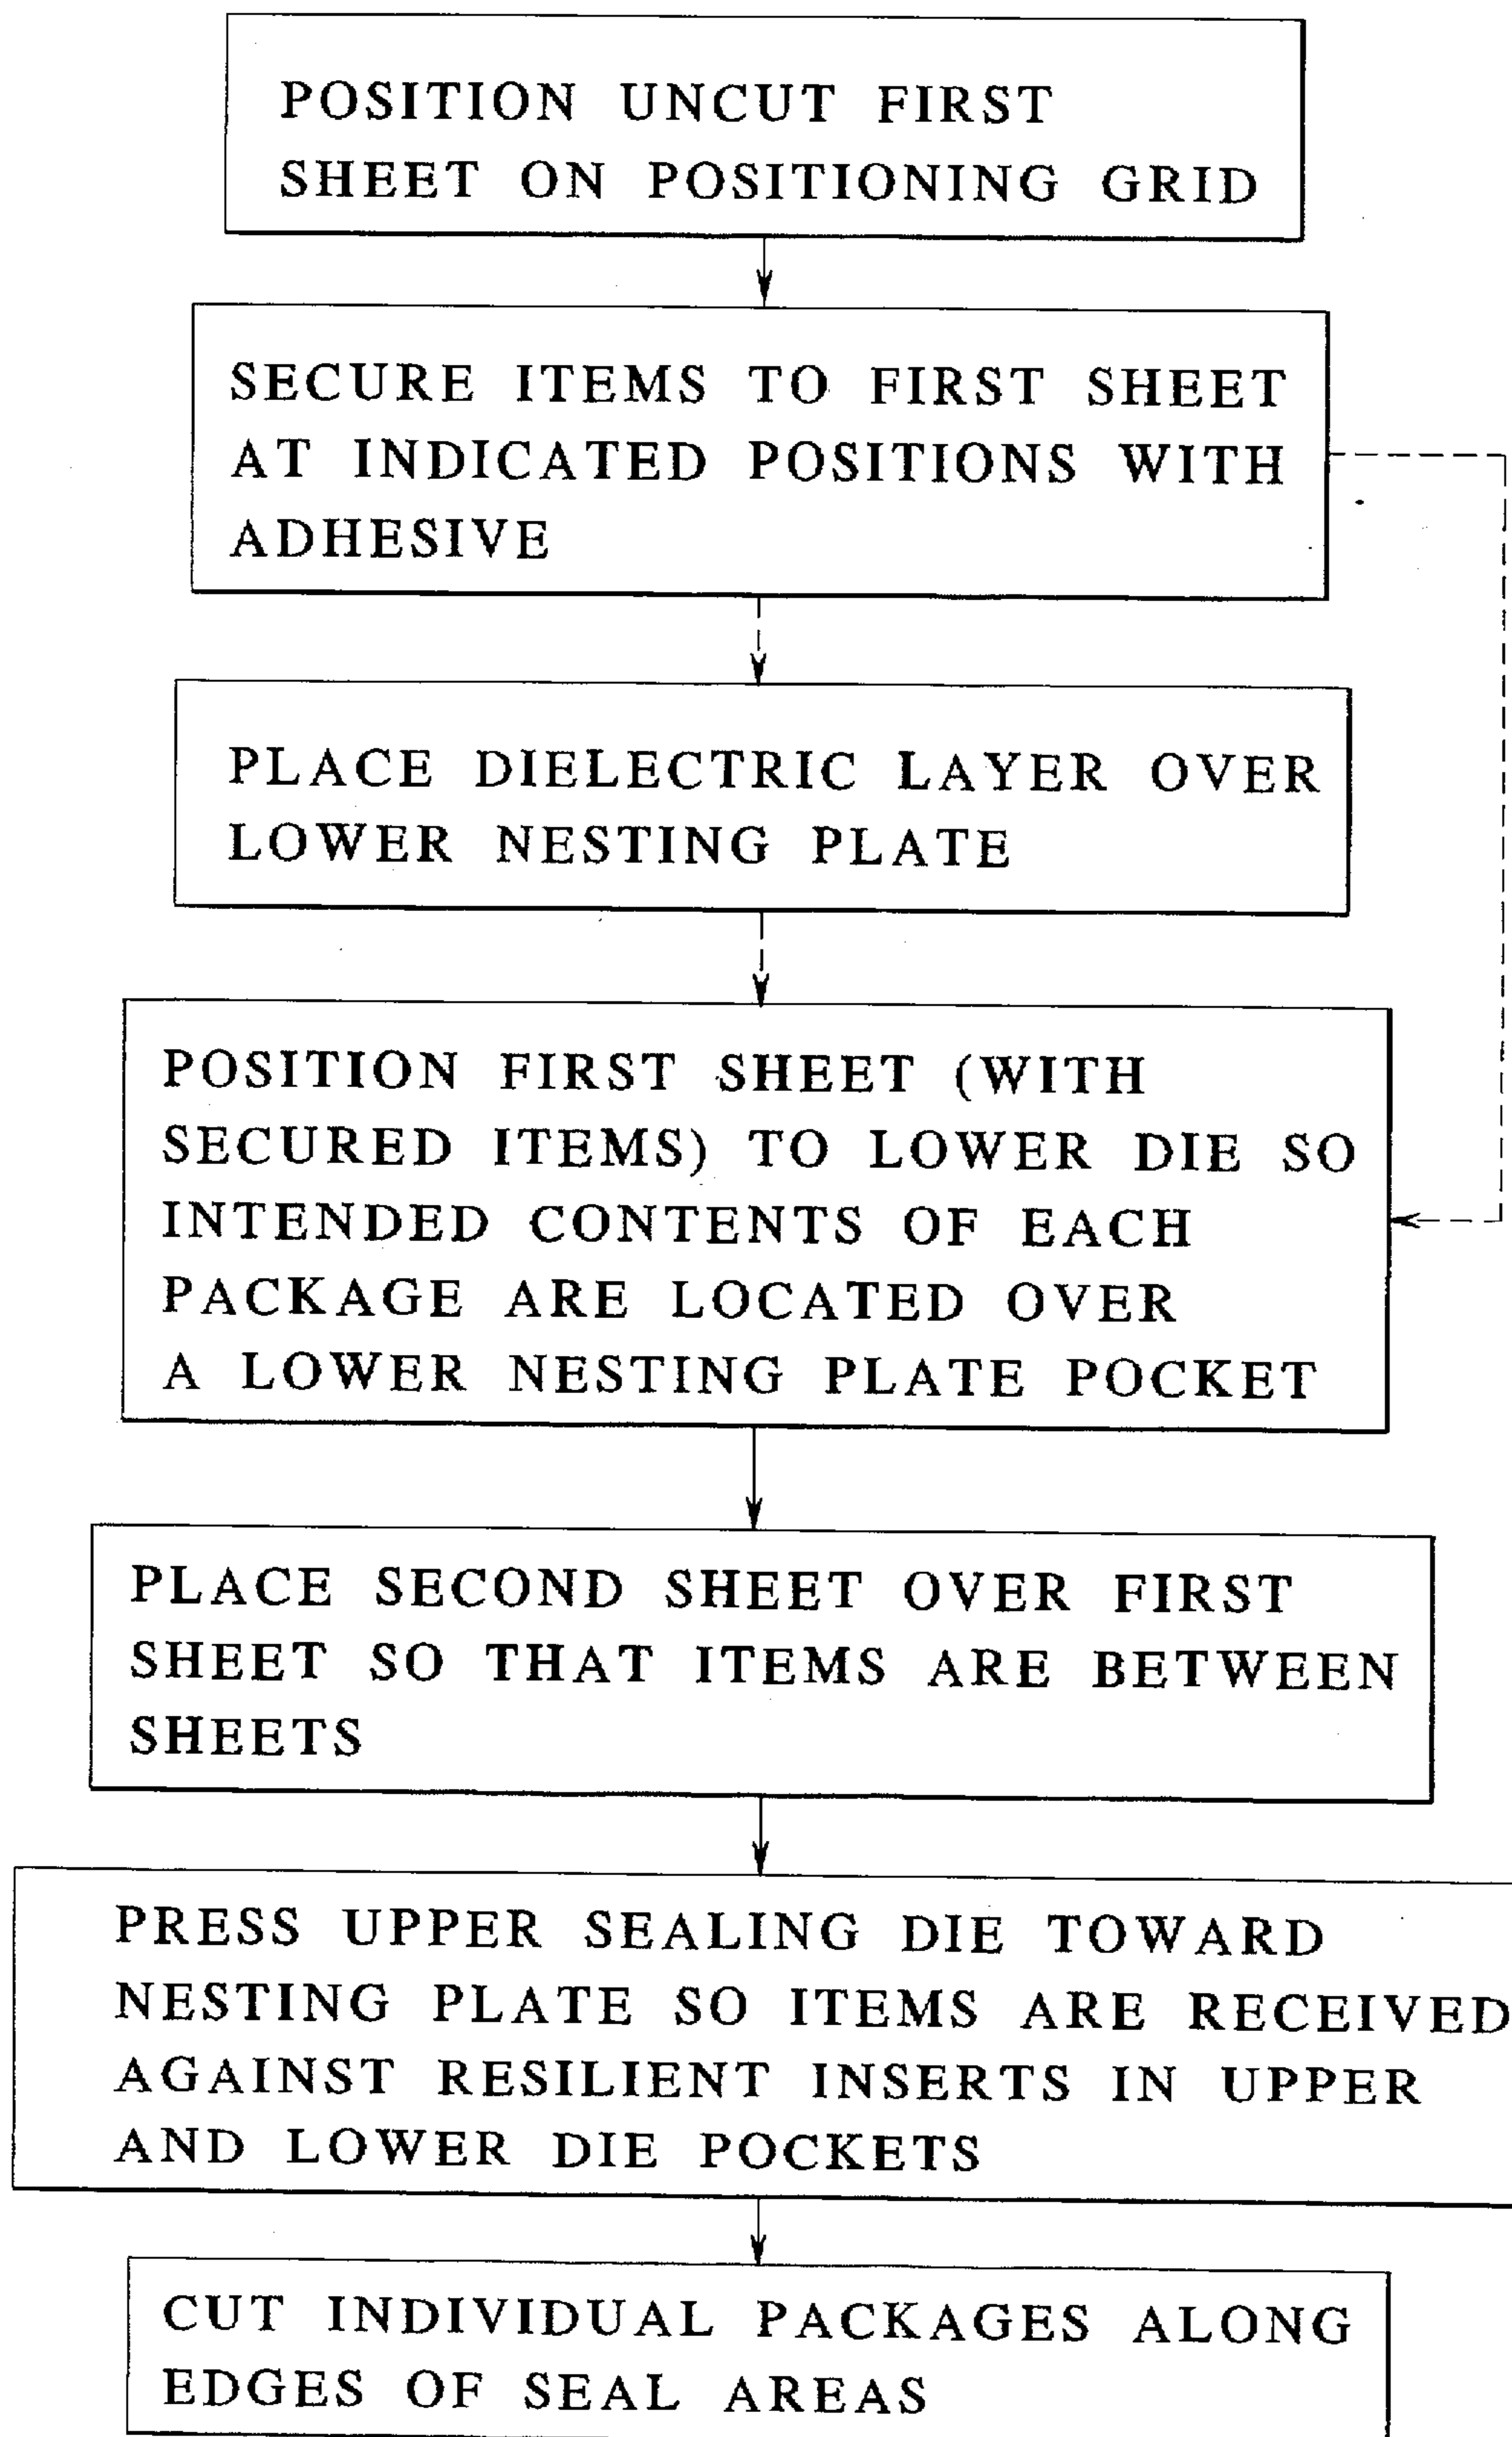 POSITION UNCUT FIRST
SHEET ON POSITIONING GRID
SECURE ITEMS TO FIRST SHEET
AT INDICATED POSITIONS WITH
ADHESIVE
PLACE DIELECTRIC LAYER OVER
LOWER NESTING PLATE
POSITION FIRST SHEET (WITH
SECURED ITEMS) TO LOWER DIE SO
INTENDED CONTENTS OF EACH
PACKAGE ARE LOCATED OVER
A LOWER NESTING PLATE POCKET
PLACE SECOND SHEET OVER FIRST
SHEET SO THAT ITEMS ARE BETWEEN
SHEETS
PRESS UPPER SEALING DIE TOWARD
NESTING PLATE SO ITEMS ARE RECEIVED
AGAINST RESILIENT INSERTS IN UPPER
AND LOWER DIE POCKETS
CUT INDIVIDUAL PACKAGES ALONG
EDGES OF SEAL AREAS